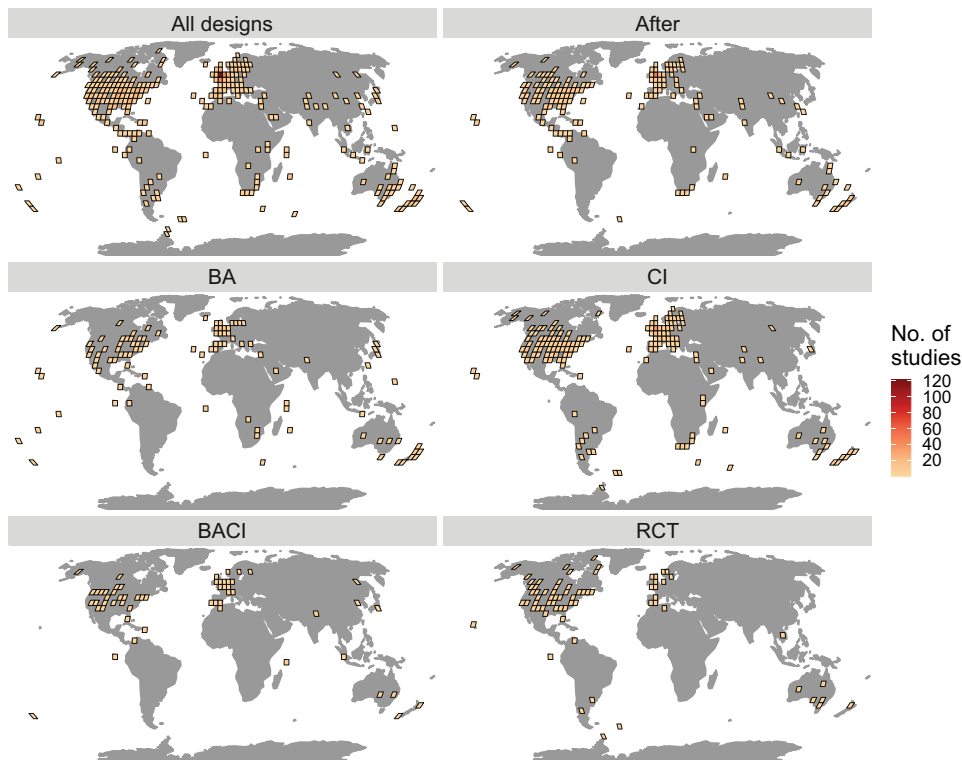 All designs
After
BA
CI
No. of
studies
120
100
80
60
40
20
BACI
RCT